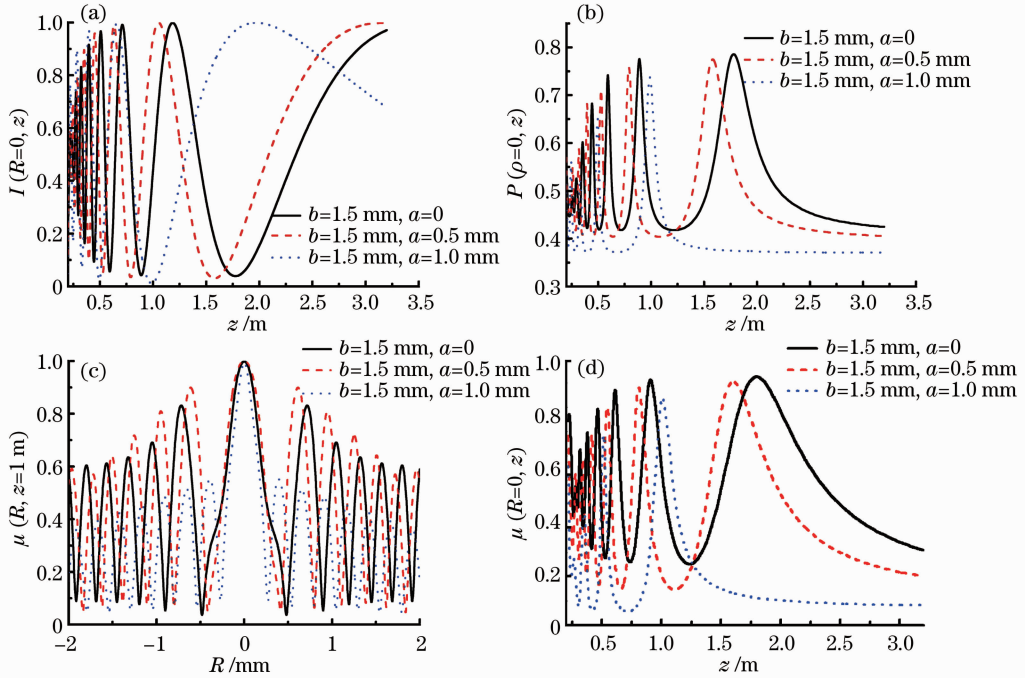 (a)
I (R=0, z)
1.0
0.8
0.6
0.4
0.2
0
b=1.5 mm, a=0
b=1.5 mm, a=0.5 mm
b=1.5 mm, a=1.0 mm
0.5 1.0 1.5 2.0 2.5 3.0 3.5
z /m
(b)
P (ρ=0, z)
0.8
0.7
0.6
0.5
0.4
0.3
b=1.5 mm, a=0
b=1.5 mm, a=0.5 mm
b=1.5 mm, a=1.0 mm
0.5 1.0 1.5 2.0 2.5 3.0 3.5
z /m
(c)
μ (R, z=1 m)
1.0
0.8
0.6
0.4
0.2
0
b=1.5 mm, a=0
b=1.5 mm, a=0.5 mm
b=1.5 mm, a=1.0 mm
−2 −1 0 1 2
R /mm
(d)
μ (R=0, z)
1.0
0.8
0.6
0.4
0.2
0
b=1.5 mm, a=0
b=1.5 mm, a=0.5 mm
b=1.5 mm, a=1.0 mm
0.5 1.0 1.5 2.0 2.5 3.0
z /m